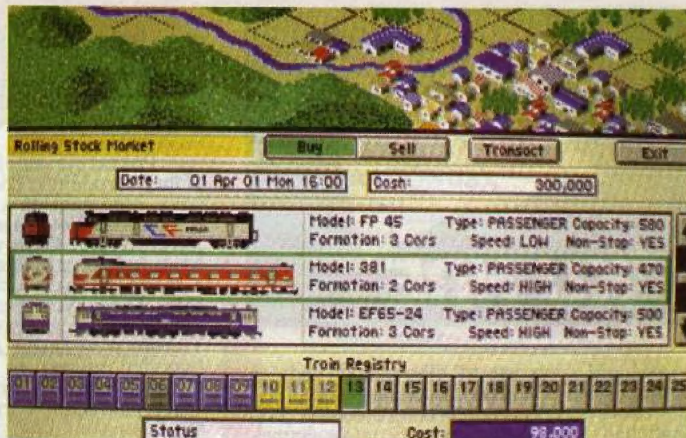 Rolling Stock Market Buy Sell Transact Exit
Date: 01 Apr 01 Mon 16:00 Cash: 300,000
Model: FP 45 Type: PASSENGER Capacity: 580
Formation: 3 Cars Speed: LOW Non-Stop: YES
Model: 381 Type: PASSENGER Capacity: 470
Formation: 2 Cars Speed: HIGH Non-Stop: YES
Model: EF65-24 Type: PASSENGER Capacity: 500
Formation: 3 Cars Speed: HIGH Non-Stop: YES
Train Registry
01 02 03 04 05 06 07 08 09 10 11 12 13 14 15 16 17 18 19 20 21 22 23 24 25
Status Cost: 98,000